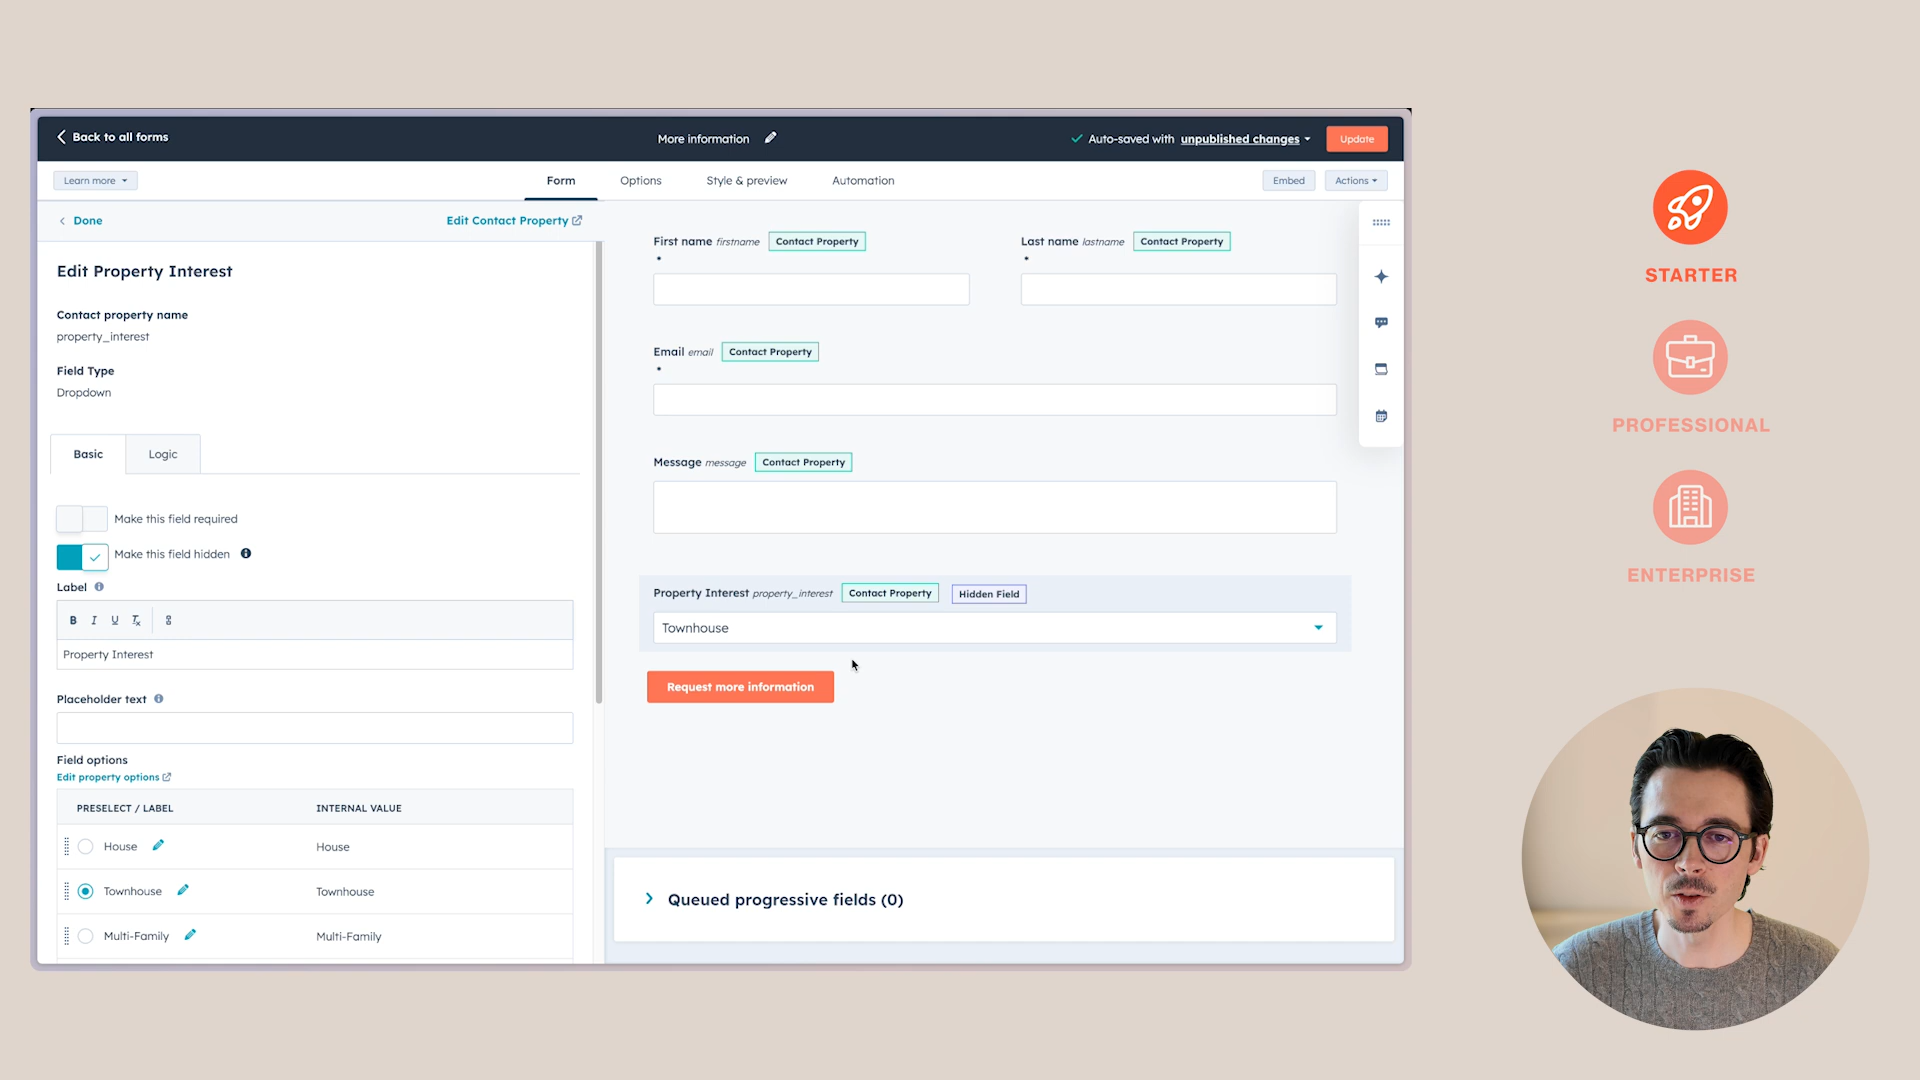 Back to all forms
More information
Auto-saved with unpublished changes
Update
Learn more
Form
Options
Style & preview
Automation
Embed
Actions
Done
Edit Contact Property
Edit Property Interest
Contact property name
property_interest
Field Type
Dropdown
Basic
Logic
Make this field required
Make this field hidden
Label
B I U Tx
Property Interest
Placeholder text
Field options
Edit property options
PRESELECT / LABEL
INTERNAL VALUE
House
House
Townhouse
Townhouse
Multi-Family
Multi-Family
First name firstname Contact Property
*
Last name lastname Contact Property
*
Email email Contact Property
*
Message message Contact Property
Property Interest property_interest Contact Property Hidden Field
Townhouse
Request more information
Queued progressive fields (0)
STARTER
PROFESSIONAL
ENTERPRISE